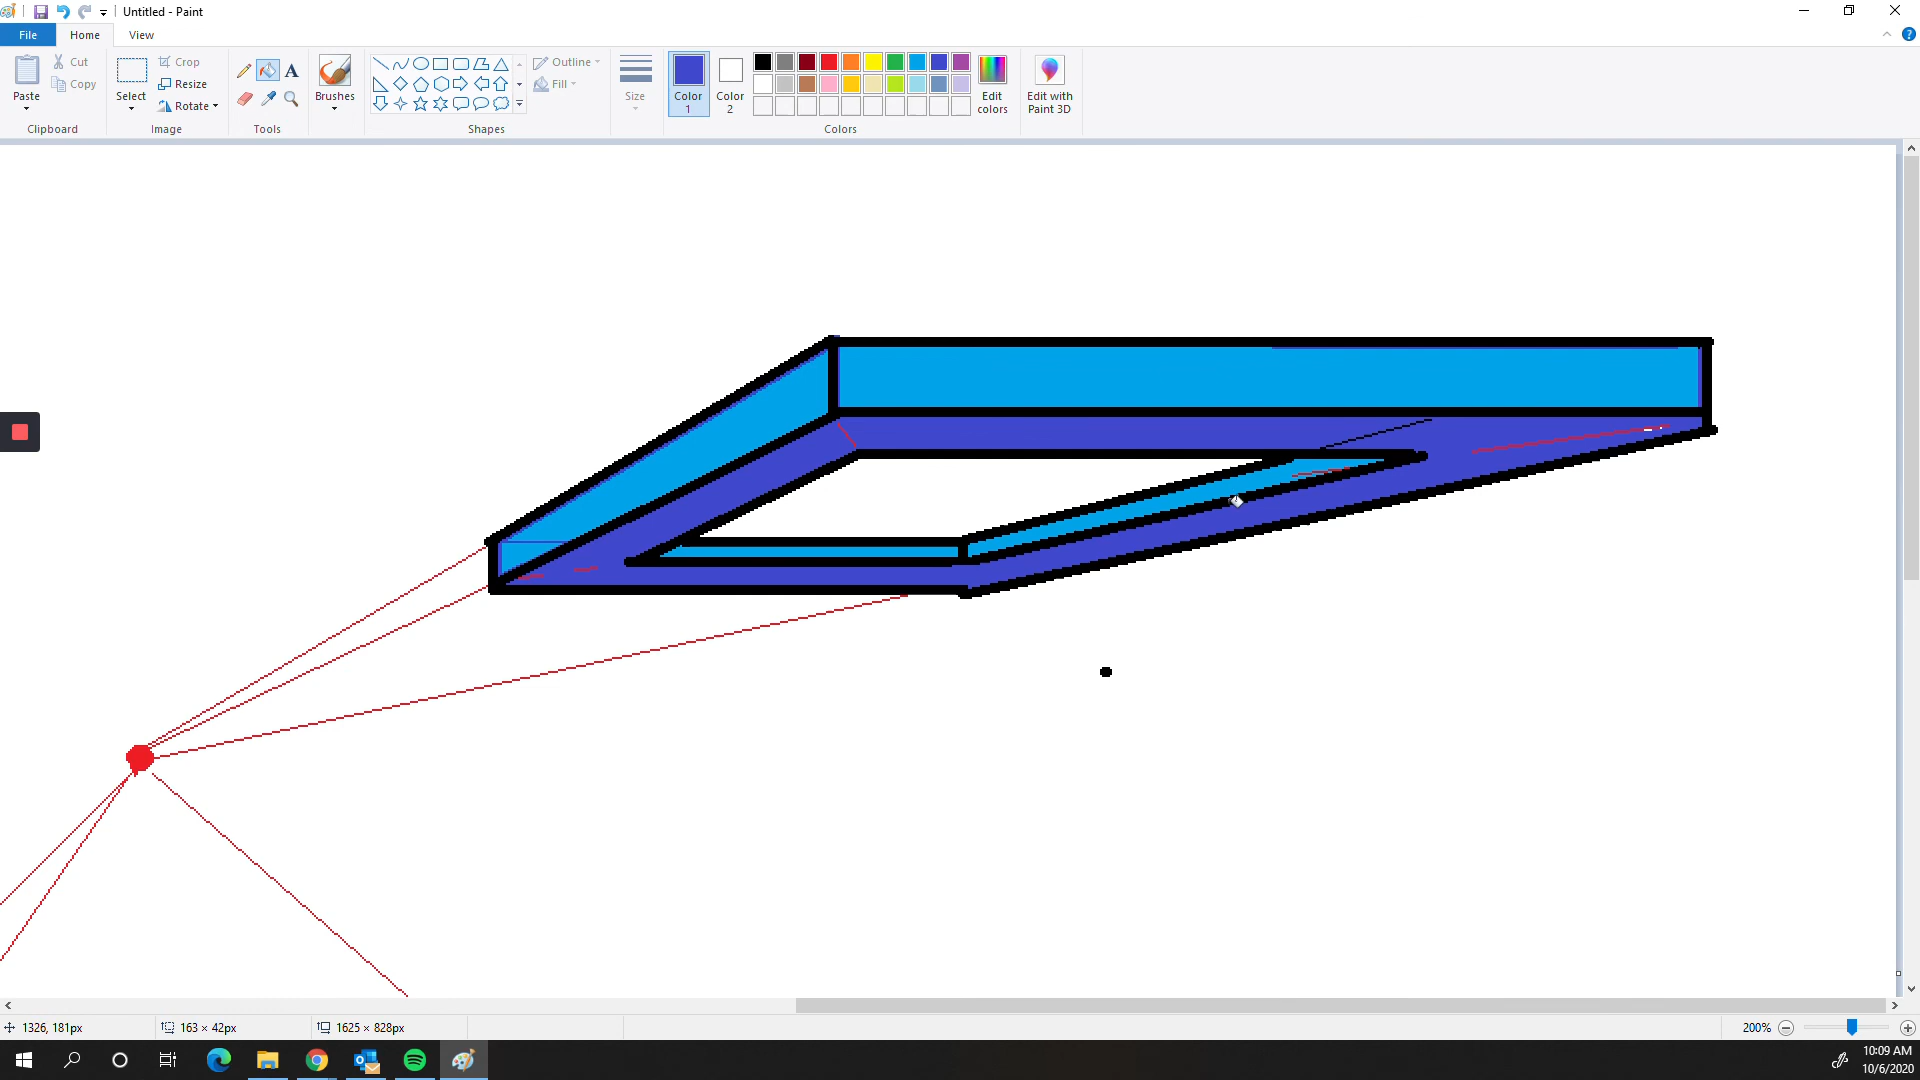 Untitled - Paint
File Home View
Paste
Cut
Copy
Clipboard
Select
Crop
Resize
Rotate
Image
A
Tools
Brushes
Shapes
Outline
Fill
Size
Color 1
Color 2
Colors
Edit colors
Edit with Paint 3D
1326, 181px
163 × 42px
1625 × 828px
200%
10:09 AM
10/6/2020